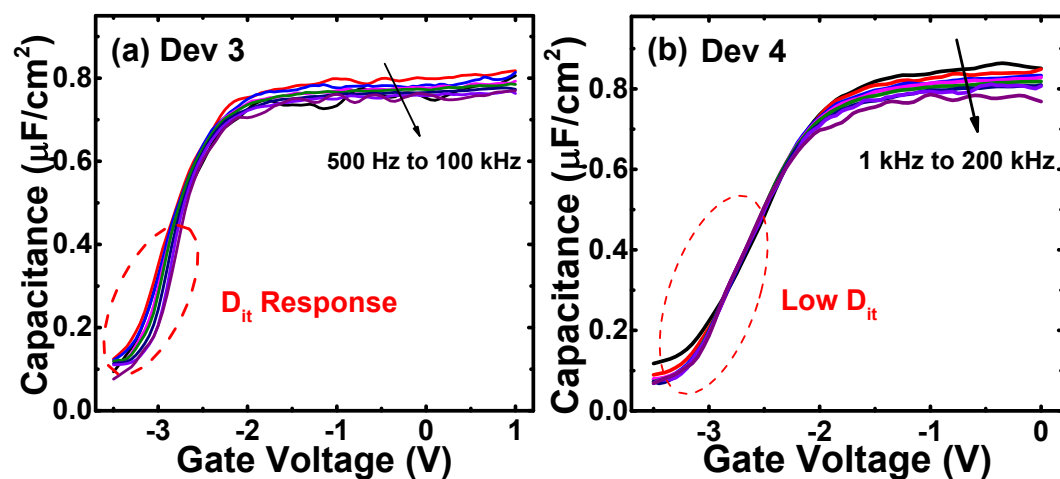 (a) Dev 3
500 Hz to 100 kHz
D_it Response
0.0
0.2
0.4
0.6
0.8
-3
-2
-1
0
1
Capacitance (μF/cm²)
Gate Voltage (V)
(b) Dev 4
1 kHz to 200 kHz
Low D_it
0.0
0.2
0.4
0.6
0.8
-3
-2
-1
0
Capacitance (μF/cm²)
Gate Voltage (V)